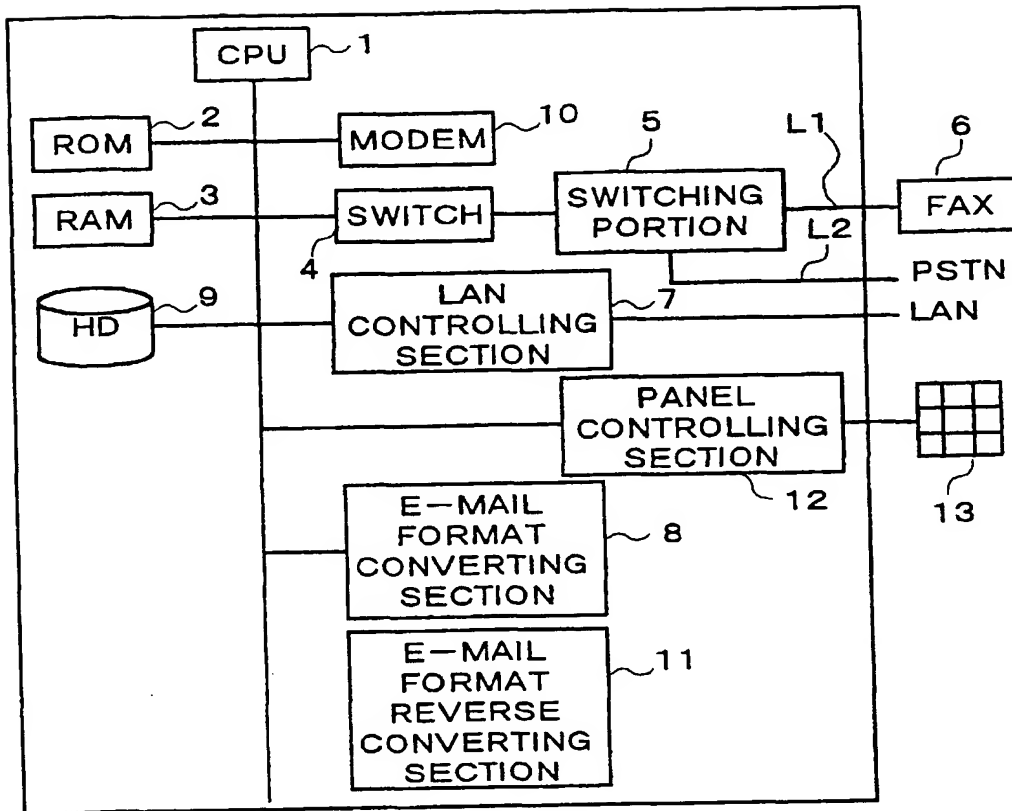 CPU
1
ROM
2
MODEM
10
5
L1
6
RAM
3
SWITCH
4
SWITCHING
PORTION
FAX
L2
PSTN
HD
9
LAN
CONTROLLING
SECTION
7
LAN
PANEL
CONTROLLING
SECTION
12
13
E-MAIL
FORMAT
CONVERTING
SECTION
8
E-MAIL
FORMAT
REVERSE
CONVERTING
SECTION
11